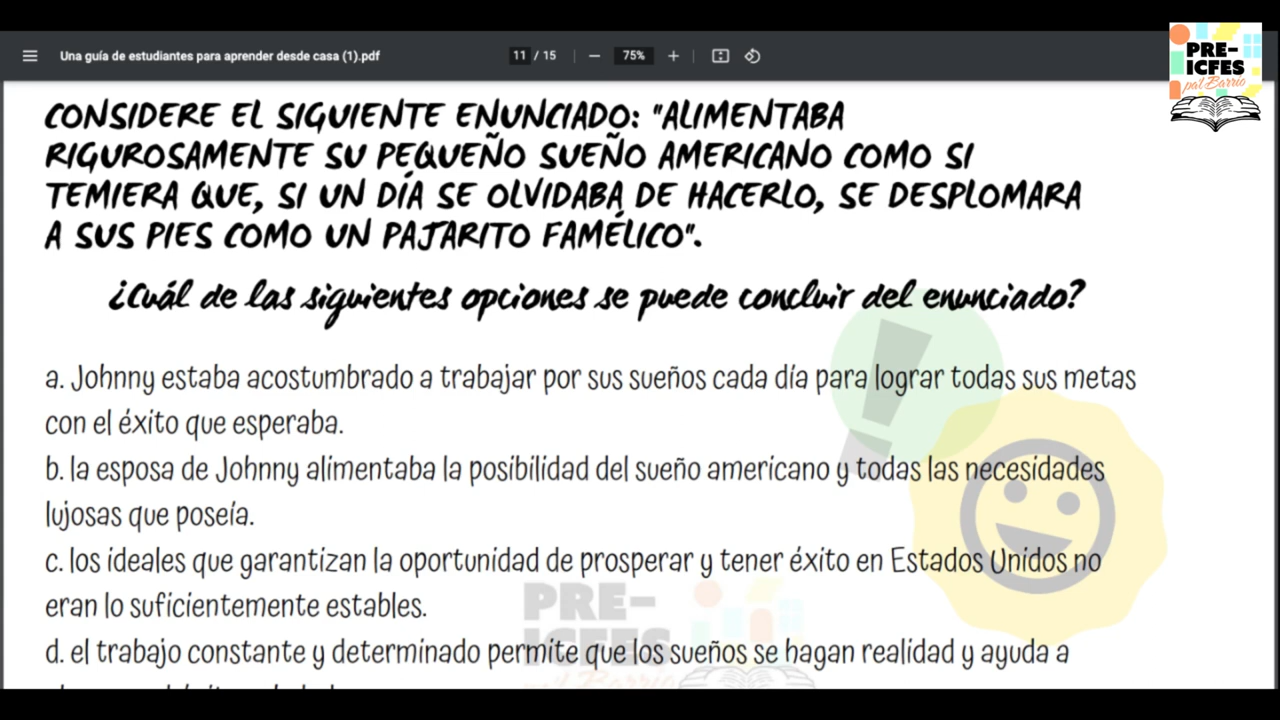 Una guía de estudiantes para aprender desde casa (1).pdf
11 / 15
75%
PRE-
ICFES
pa'l Barrio
CONSIDERE EL SIGUIENTE ENUNCIADO: "ALIMENTABA
RIGUROSAMENTE SU PEQUEÑO SUEÑO AMERICANO COMO SI
TEMIERA QUE, SI UN DÍA SE OLVIDABA DE HACERLO, SE DESPLOMARA
A SUS PIES COMO UN PAJARITO FAMÉLICO".
¿Cuál de las siguientes opciones se puede concluir del enunciado?
a. Johnny estaba acostumbrado a trabajar por sus sueños cada día para lograr todas sus metas
con el éxito que esperaba.
b. la esposa de Johnny alimentaba la posibilidad del sueño americano y todas las necesidades
lujosas que poseía.
c. los ideales que garantizan la oportunidad de prosperar y tener éxito en Estados Unidos no
eran lo suficientemente estables.
d. el trabajo constante y determinado permite que los sueños se hagan realidad y ayuda a
PRE-
ICFES
pa'l Barrio